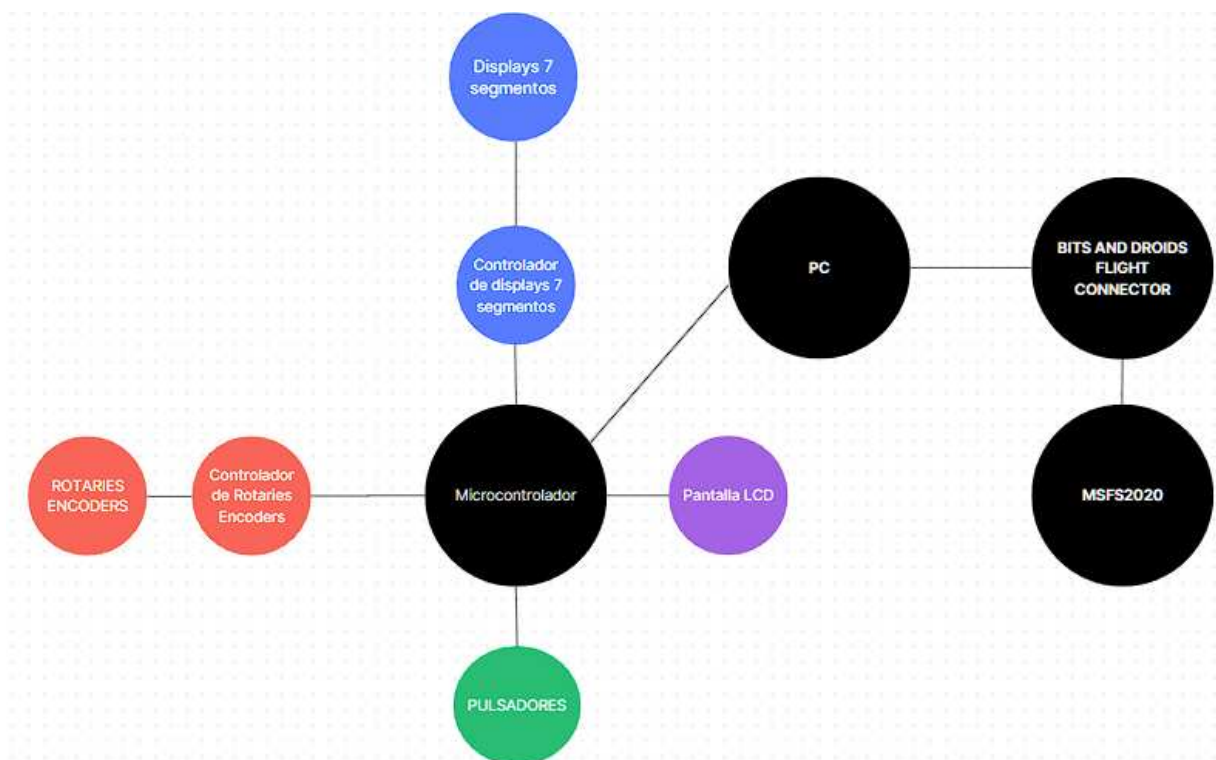 Displays 7
segmentos
Controlador
de displays 7
segmentos
PC
BITS AND DROIDS
FLIGHT
CONNECTOR
ROTARIES
ENCODERS
Controlador
de Rotaries
Encoders
Microcontrolador
Pantalla LCD
MSFS2020
PULSADORES